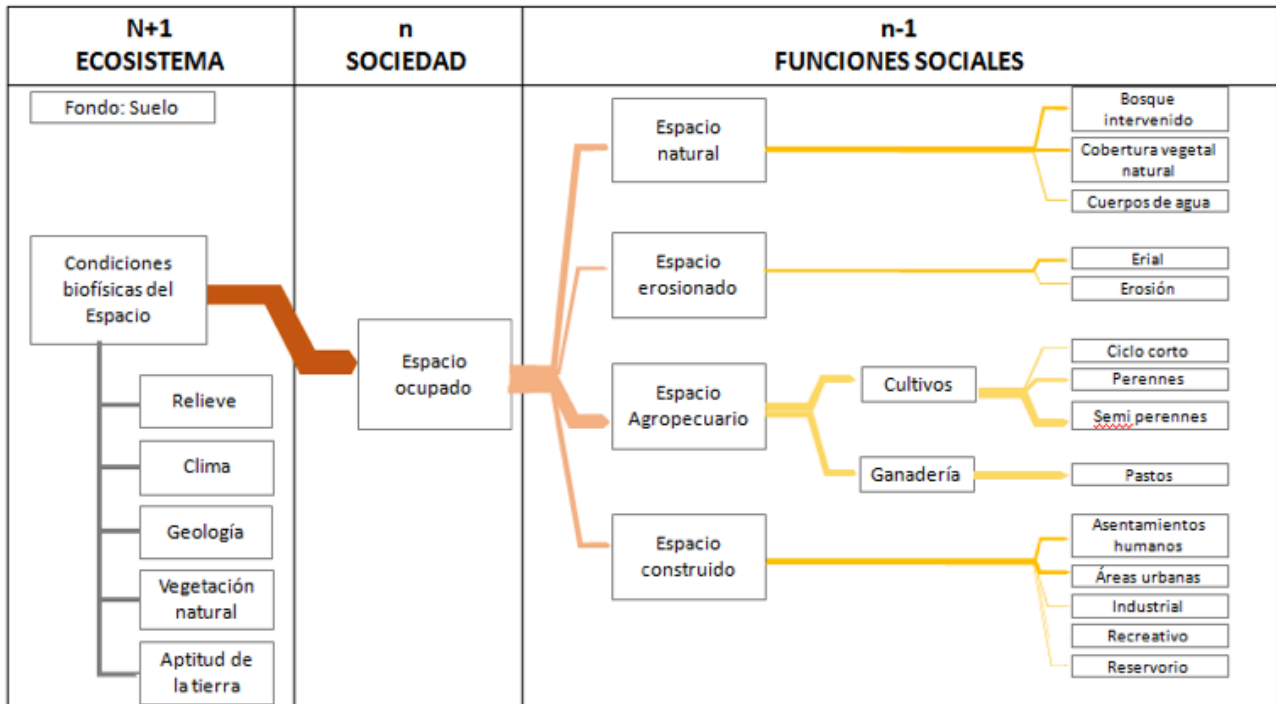 N+1
ECOSISTEMA
n
SOCIEDAD
n-1
FUNCIONES SOCIALES
Fondo: Suelo
Condiciones
biofísicas del
Espacio
Relieve
Clima
Geología
Vegetación
natural
Aptitud de
la tierra
Espacio
ocupado
Espacio
natural
Bosque
intervenido
Cobertura vegetal
natural
Cuerpos de agua
Espacio
erosionado
Erial
Erosión
Espacio
Agropecuario
Cultivos
Ciclo corto
Perennes
Semi perennes
Ganadería
Pastos
Espacio
construido
Asentamientos
humanos
Áreas urbanas
Industrial
Recreativo
Reservorio